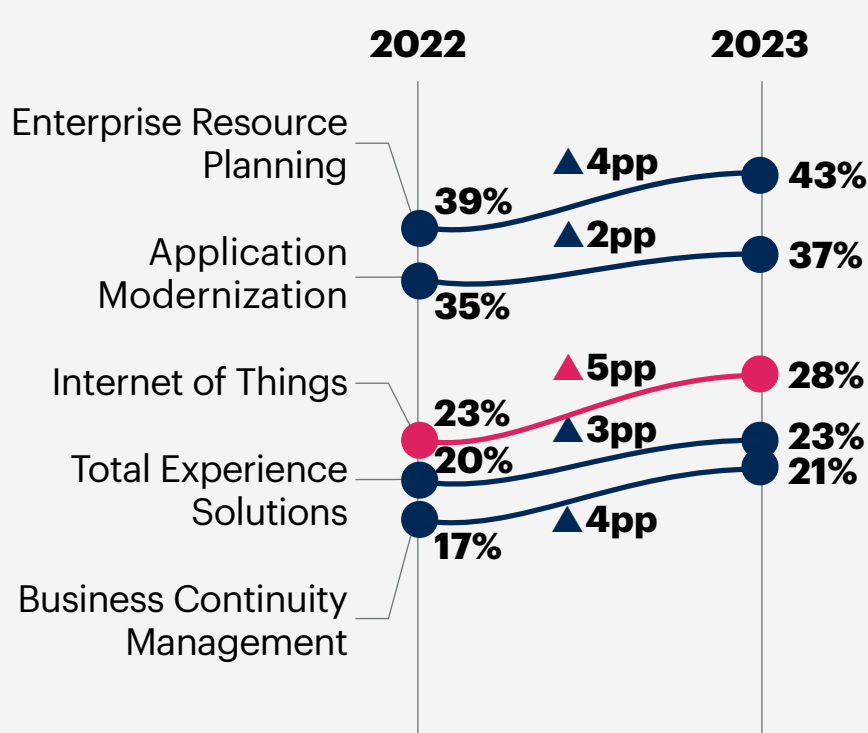 2022 2023
Enterprise Resource
Planning
39%
▲4pp
43%
Application
Modernization
35%
▲2pp
37%
Internet of Things
23%
▲5pp
28%
Total Experience
Solutions
20%
▲3pp
23%
Business Continuity
Management
17%
▲4pp
21%